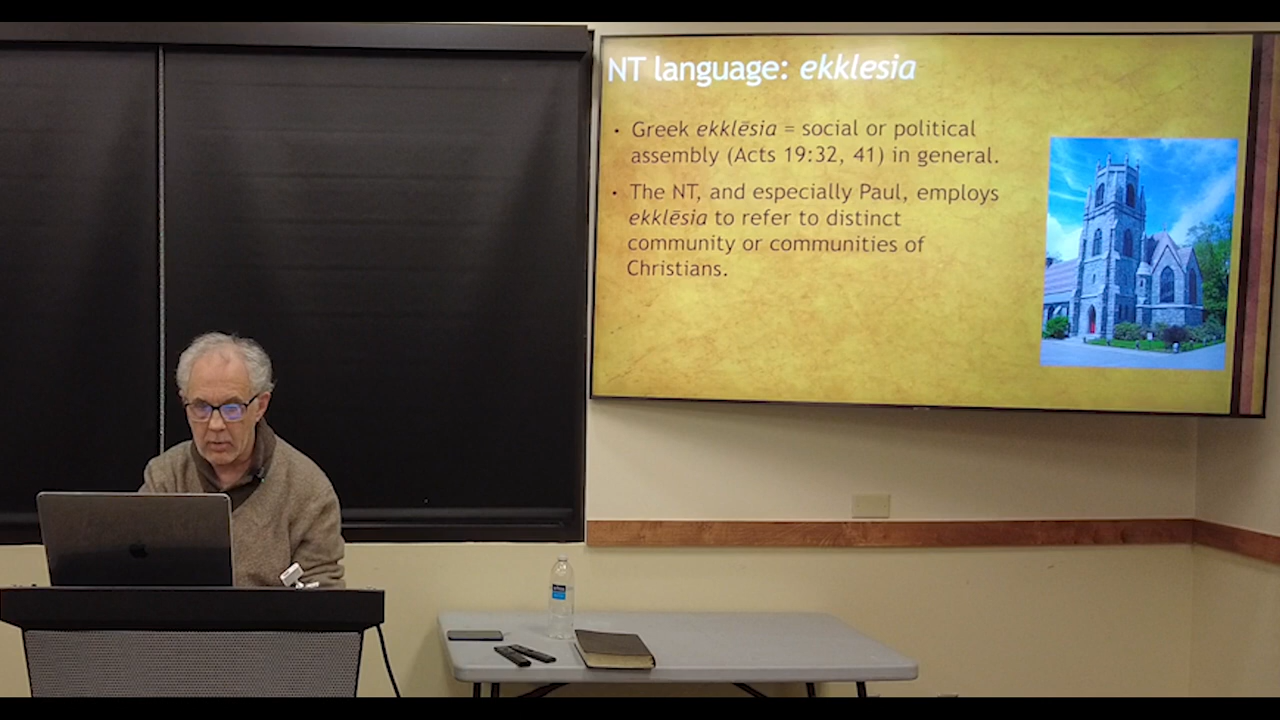 NT language: ekklesia
• Greek ekklēsia = social or political
assembly (Acts 19:32, 41) in general.
• The NT, and especially Paul, employs
ekklēsia to refer to distinct
community or communities of
Christians.